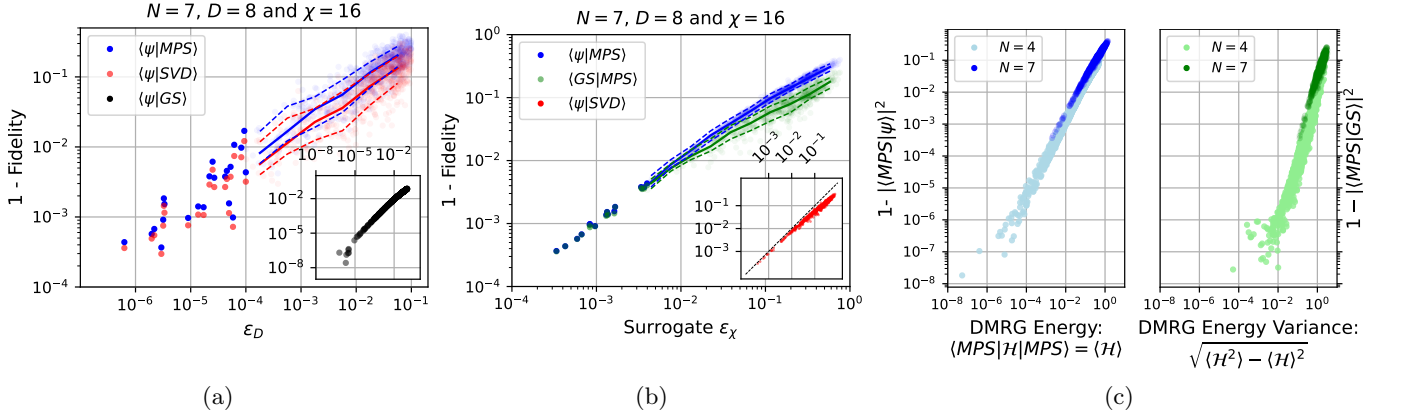 N = 7, D = 8 and χ = 16
1 - Fidelity
⟨ψ|MPS⟩
⟨ψ|SVD⟩
⟨ψ|GS⟩
10⁻¹
10⁻²
10⁻³
10⁻⁴
10⁻⁸ 10⁻⁵ 10⁻²
10⁻²
10⁻⁵
10⁻⁸
10⁻⁶ 10⁻⁵ 10⁻⁴ 10⁻³ 10⁻² 10⁻¹
ε_D
(a)
N = 7, D = 8 and χ = 16
1 - Fidelity
⟨ψ|MPS⟩
⟨GS|MPS⟩
⟨ψ|SVD⟩
10⁰
10⁻¹
10⁻²
10⁻³
10⁻⁴
10⁻³ 10⁻² 10⁻¹
10⁻¹
10⁻²
10⁻³
10⁻⁴ 10⁻³ 10⁻² 10⁻¹ 10⁰
Surrogate ε_χ
(b)
1- |⟨MPS|ψ⟩|²
N = 4
N = 7
10⁻¹
10⁻²
10⁻³
10⁻⁴
10⁻⁵
10⁻⁶
10⁻⁷
10⁻⁸
10⁻⁸ 10⁻⁶ 10⁻⁴ 10⁻² 10⁰
DMRG Energy:
⟨MPS|ℋ|MPS⟩ = ⟨ℋ⟩
N = 4
N = 7
1 − |⟨MPS|GS⟩|²
10⁻⁸ 10⁻⁶ 10⁻⁴ 10⁻² 10⁰
DMRG Energy Variance:
√⟨ℋ²⟩ − ⟨ℋ⟩²
(c)